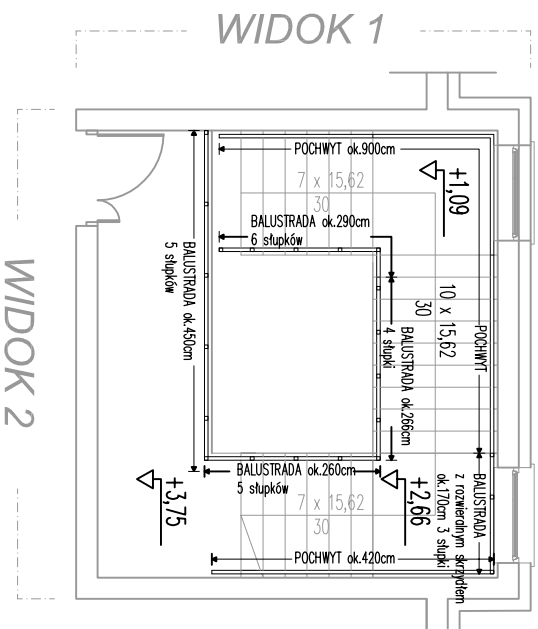 WIDOK 1
POCHWYT ok.900cm
7 x 15,62
30
+1,09
BALUSTRADA ok.290cm
6 słupków
BALUSTRADA ok.450cm
5 słupków
10 x 15,62
30
POCHWYT
BALUSTRADA ok.266cm
4 słupki
WIDOK 2
BALUSTRADA ok.260cm
5 słupków
+3,75
+2,66
BALUSTRADA
z rozwieralnym skrzydłem
ok.170cm 3 słupki
7 x 15,62
30
POCHWYT ok.420cm